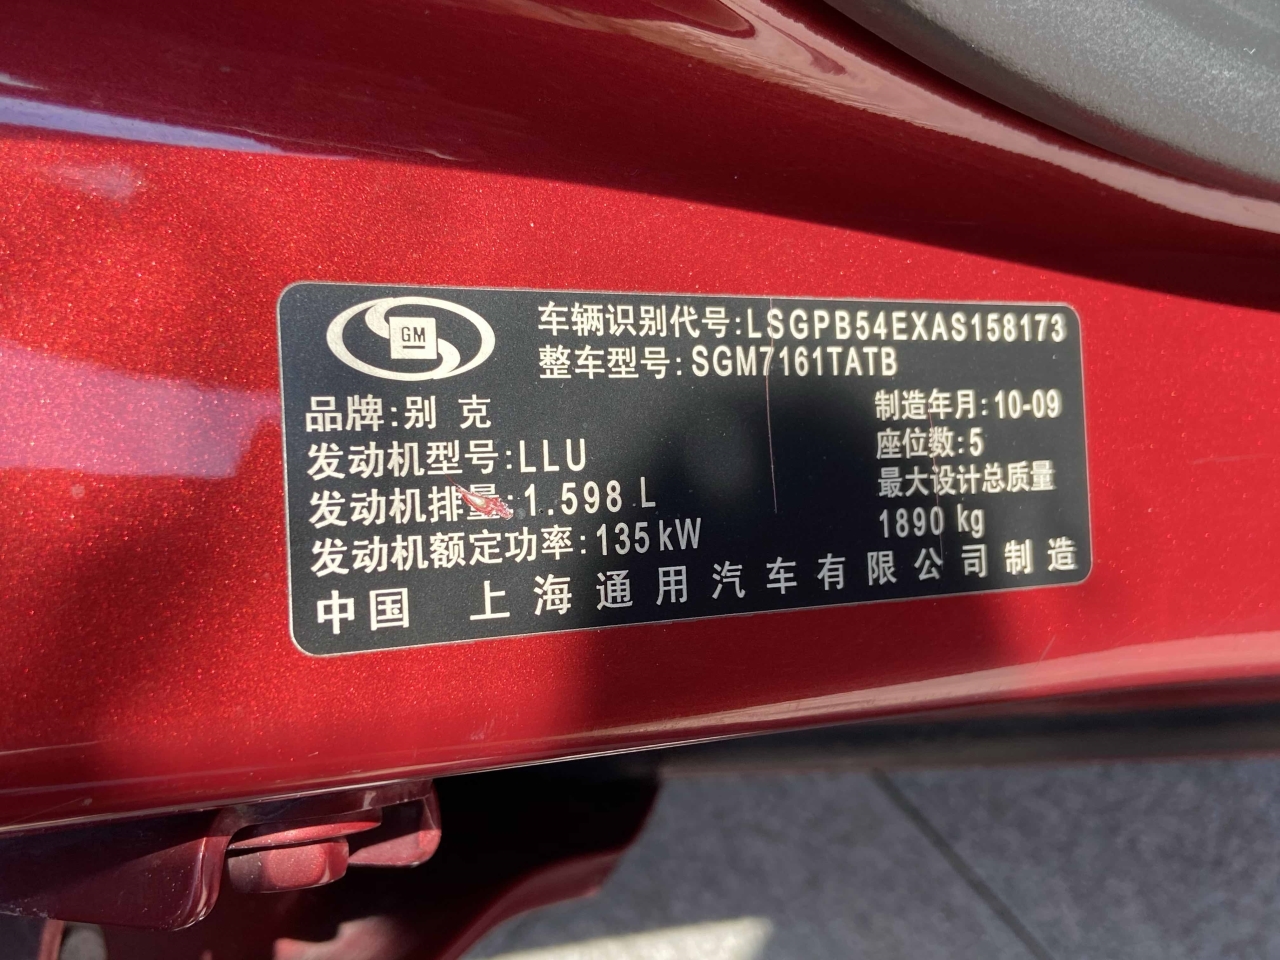 GM
车辆识别代号:LSGPB54EXAS158173
整车型号:SGM7161TATB
品牌:别克
制造年月:10-09
发动机型号:LLU
座位数:5
发动机排量:1.598 L
最大设计总质量
1890 kg
发动机额定功率:135kW
中国 上海通用汽车有限公司制造